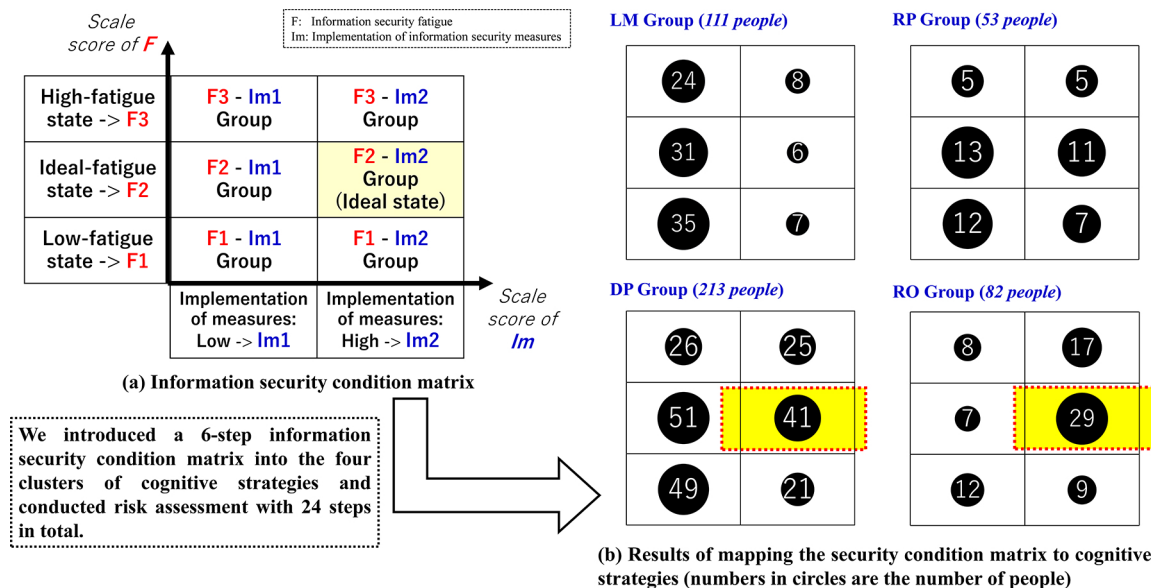 Scale
score of F
F: Information security fatigue
Im: Implementation of information security measures
High-fatigue
state -> F3
F3 - Im1
Group
F3 - Im2
Group
Ideal-fatigue
state -> F2
F2 - Im1
Group
F2 - Im2
Group
(Ideal state)
Low-fatigue
state -> F1
F1 - Im1
Group
F1 - Im2
Group
Implementation
of measures:
Low -> Im1
Implementation
of measures:
High -> Im2
Scale
score of
Im
(a) Information security condition matrix
We introduced a 6-step information
security condition matrix into the four
clusters of cognitive strategies and
conducted risk assessment with 24 steps
in total.
LM Group (111 people)
24 8
31 6
35 7
RP Group (53 people)
5 5
13 11
12 7
DP Group (213 people)
26 25
51 41
49 21
RO Group (82 people)
8 17
7 29
12 9
(b) Results of mapping the security condition matrix to cognitive
strategies (numbers in circles are the number of people)